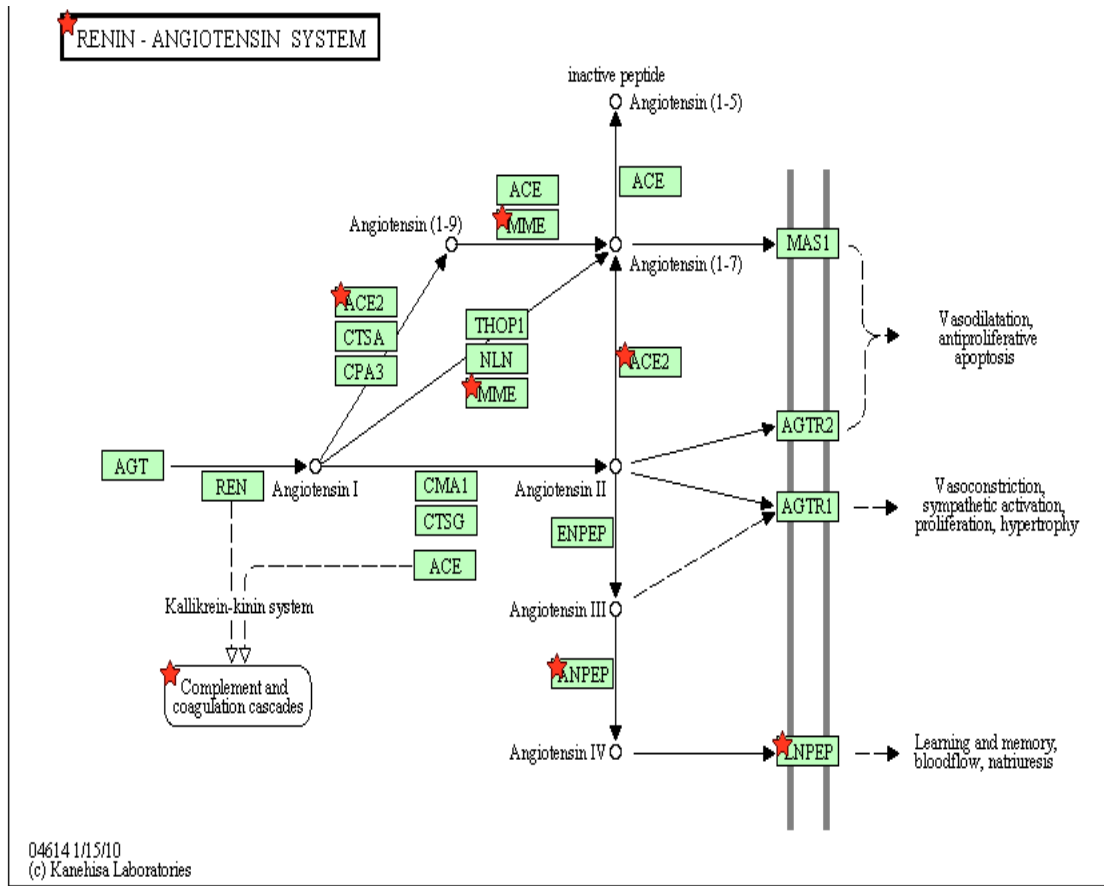 RENIN - ANGIOTENSIN SYSTEM
inactive peptide
Angiotensin (1-5)
ACE
ACE
MME
Angiotensin (1-9)
MAS1
Angiotensin (1-7)
ACE2
CTSA
CPA3
THOP1
NLN
MME
ACE2
Vasodilatation,
antiproliferative
apoptosis
AGTR2
AGT
REN
Angiotensin I
CMA1
CTSG
ACE
Angiotensin II
ENPEP
AGTR1
Vasoconstriction,
sympathetic activation,
proliferation, hypertrophy
Kallikrein-kinin system
Angiotensin III
Complement and
coagulation cascades
ANPEP
Angiotensin IV
LNPEP
Learning and memory,
bloodflow, natriuresis
04614 1/15/10
(c) Kanehisa Laboratories